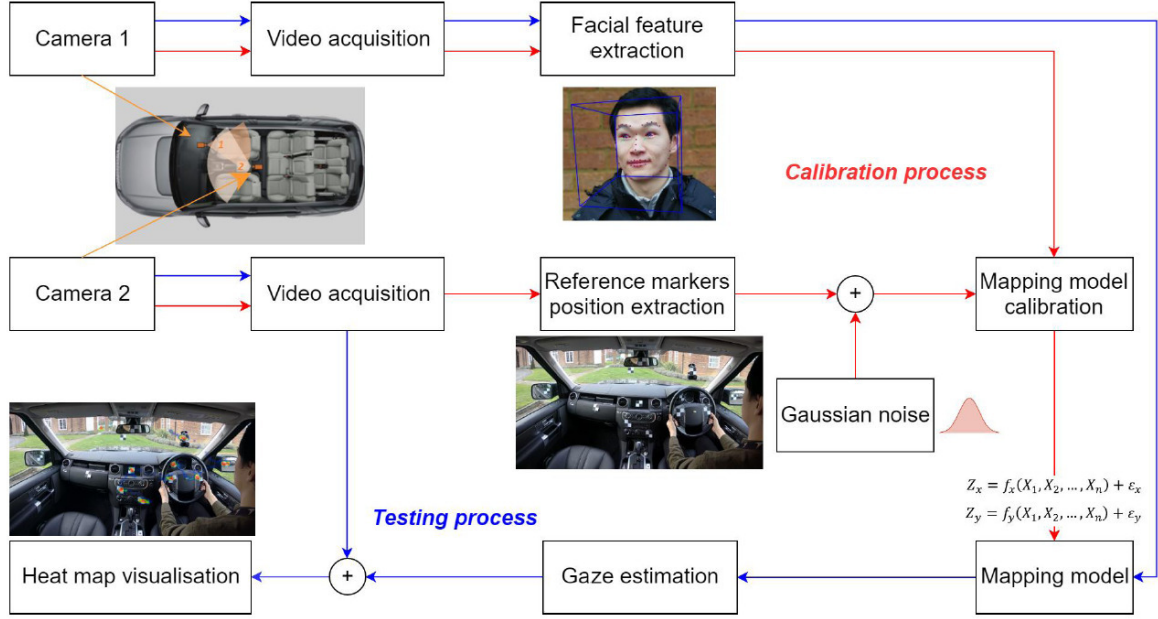 Camera 1
Video acquisition
Facial feature
extraction
1
2
Calibration process
Camera 2
Video acquisition
Reference markers
position extraction
+
Mapping model
calibration
Gaussian noise
Z_x = f_x(X_1, X_2, ..., X_n) + ε_x
Z_y = f_y(X_1, X_2, ..., X_n) + ε_y
Testing process
Heat map visualisation
+
Gaze estimation
Mapping model